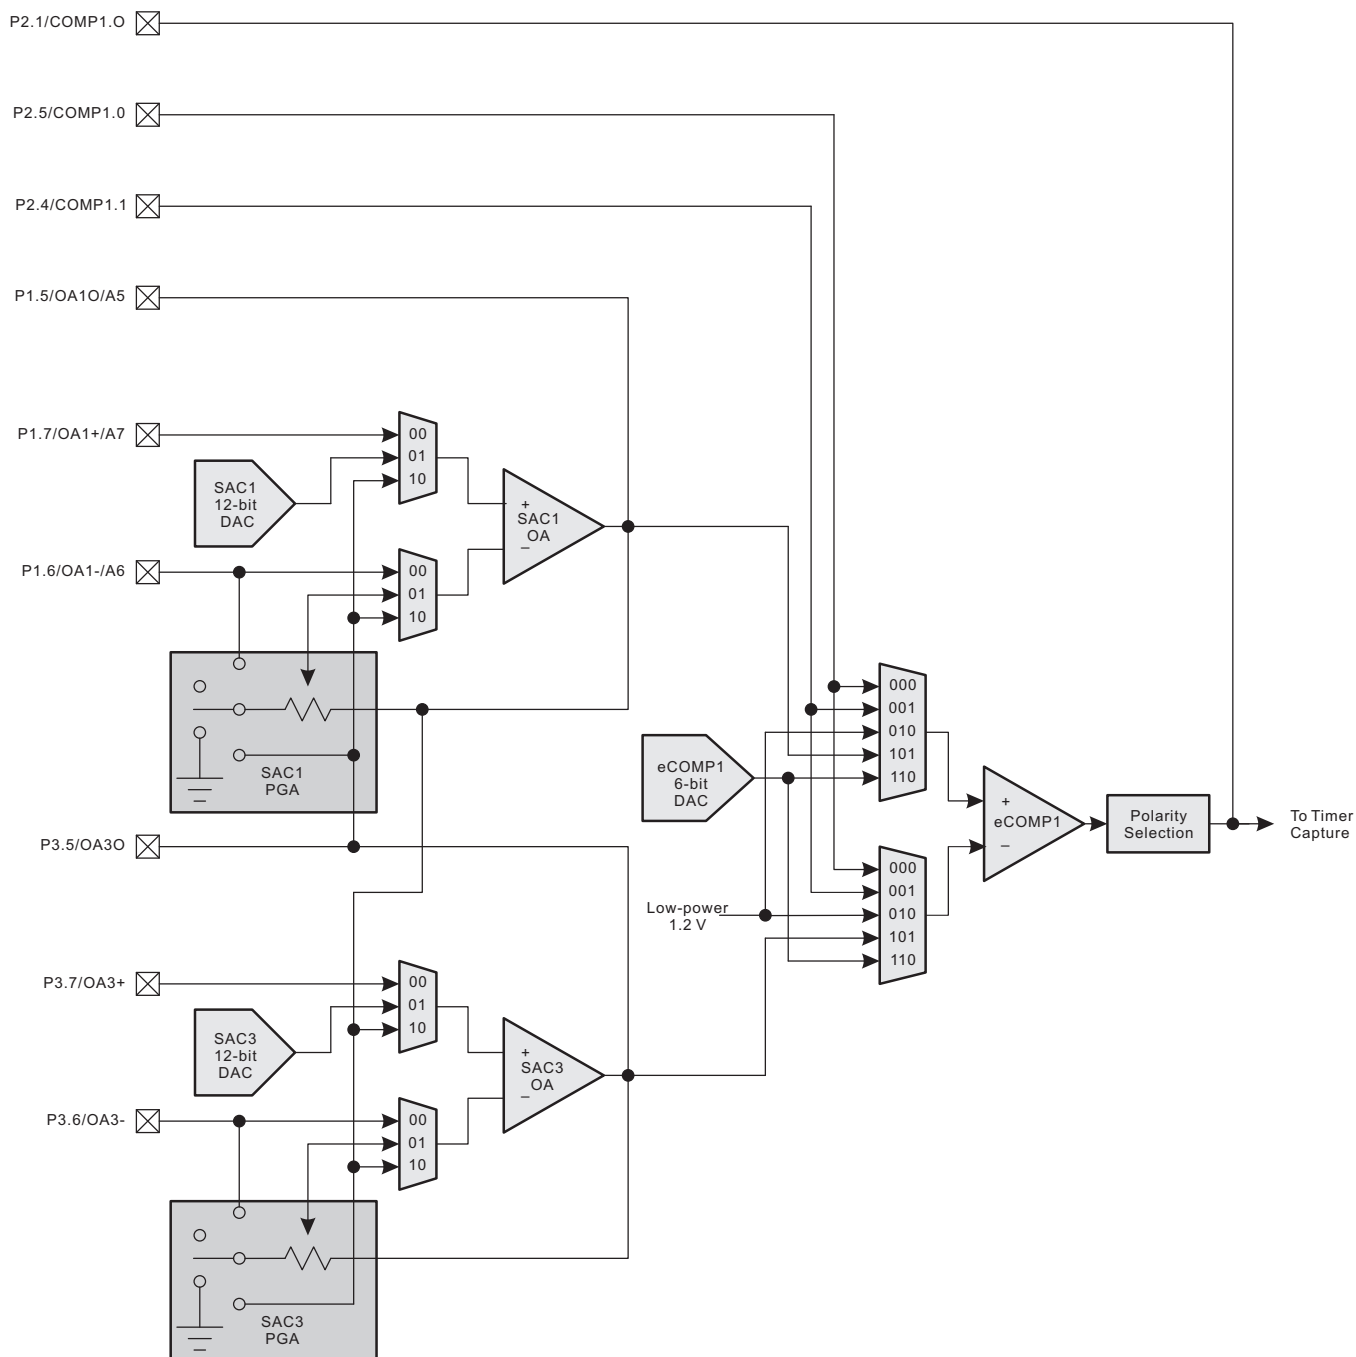 P2.1/COMP1.O
P2.5/COMP1.0
P2.4/COMP1.1
P1.5/OA1O/A5
P1.7/OA1+/A7
00
01
10
SAC1
12-bit
DAC
+
SAC1
OA
–
P1.6/OA1-/A6
00
01
10
SAC1
PGA
000
001
010
101
110
eCOMP1
6-bit
DAC
+
eCOMP1
–
Polarity
Selection
To Timer
Capture
P3.5/OA3O
000
001
010
101
110
Low-power
1.2 V
P3.7/OA3+
00
01
10
SAC3
12-bit
DAC
+
SAC3
OA
–
P3.6/OA3-
00
01
10
SAC3
PGA